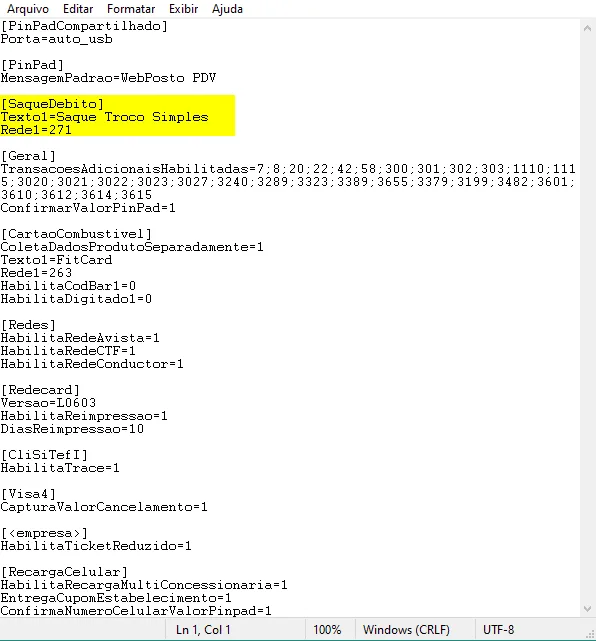 Arquivo Editar Formatar Exibir Ajuda
[PinPadCompartilhado]
Porta=auto_usb
[PinPad]
MensagemPadrao=WebPosto PDV
[SaqueDebito]
Texto1=Saque Troco Simples
Rede1=271
[Geral]
TransacoesAdicionaisHabilitadas=7;8;20;22;42;58;300;301;302;303;1110;111
5;3020;3021;3022;3023;3027;3240;3289;3323;3389;3655;3379;3199;3482;3601;
3610;3612;3614;3615
ConfirmarValorPinPad=1
[CartaoCombustivel]
ColetaDadosProdutoSeparadamente=1
Texto1=FitCard
Rede1=263
HabilitaCodBar1=0
HabilitaDigitado1=0
[Redes]
HabilitaRedeAvista=1
HabilitaRedeCTF=1
HabilitaRedeConductor=1
[Redecard]
Versao=L0603
HabilitaReimpressao=1
DiasReimpressao=10
[CliSiTefI]
HabilitaTrace=1
[Visa4]
CapturaValorCancelamento=1
[<empresa>]
HabilitaTicketReduzido=1
[RecargaCelular]
HabilitaRecargaMultiConcessionaria=1
EntregaCupomEstabelecimento=1
ConfirmaNumeroCelularValorPinpad=1
Ln 1, Col 1 100% Windows (CRLF) UTF-8